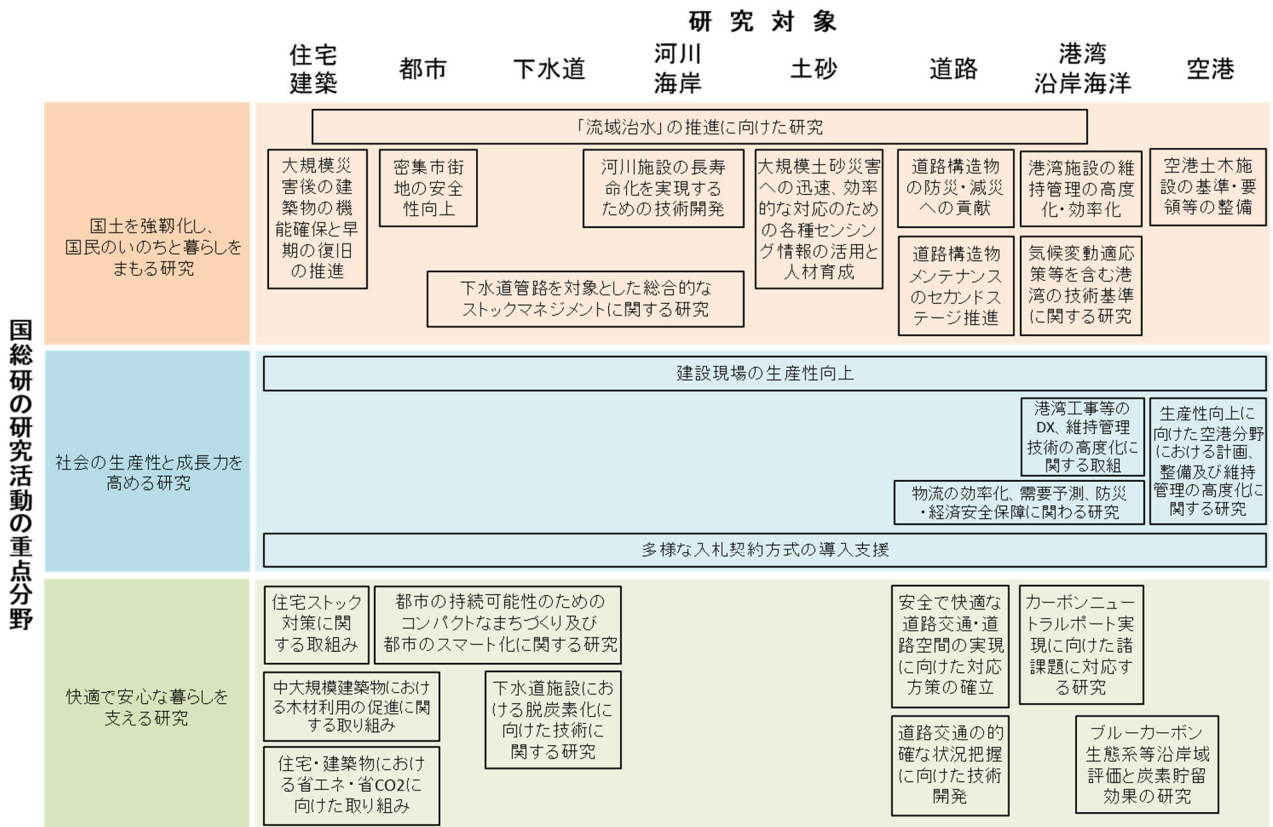 研究対象
住宅
建築
都市
下水道
河川
海岸
土砂
道路
港湾
沿岸海洋
空港
国総研の研究活動の重点分野
国土を強靭化し、
国民のいのちと暮らしを
まもる研究
「流域治水」の推進に向けた研究
大規模災
害後の建
築物の機
能確保と早
期の復旧
の推進
密集市街
地の安全
性向上
河川施設の長寿
命化を実現する
ための技術開発
大規模土砂災害
への迅速、効率
的な対応のため
の各種センシン
グ情報の活用と
人材育成
道路構造物
の防災・減災
への貢献
港湾施設の維
持管理の高度
化・効率化
空港土木施
設の基準・要
領等の整備
下水道管路を対象とした総合的な
ストックマネジメントに関する研究
道路構造物
メンテナンス
のセカンドス
テージ推進
気候変動適応
策等を含む港
湾の技術基準
に関する研究
社会の生産性と成長力を
高める研究
建設現場の生産性向上
港湾工事等の
DX、維持管理
技術の高度化に
関する取組
生産性向上に
向けた空港分野
における計画、
整備及び維持
管理の高度化に
関する研究
物流の効率化、需要予測、防災
・経済安全保障に関わる研究
多様な入札契約方式の導入支援
快適で安心な暮らしを
支える研究
住宅ストック
対策に関
する取組み
都市の持続可能性のための
コンパクトなまちづくり及び
都市のスマート化に関する研究
安全で快適な
道路交通・道
路空間の実現
に向けた対応
方策の確立
カーボンニュー
トラルポート実
現に向けた諸
課題に対応す
る研究
中大規模建築物におけ
る木材利用の促進に関
する取り組み
下水道施設にお
ける脱炭素化に
向けた技術に
関する研究
住宅・建築物におけ
る省エネ・省CO2に
向けた取り組み
道路交通の的
確な状況把握
に向けた技術
開発
ブルーカーボン
生態系等沿岸域
評価と炭素貯留
効果の研究